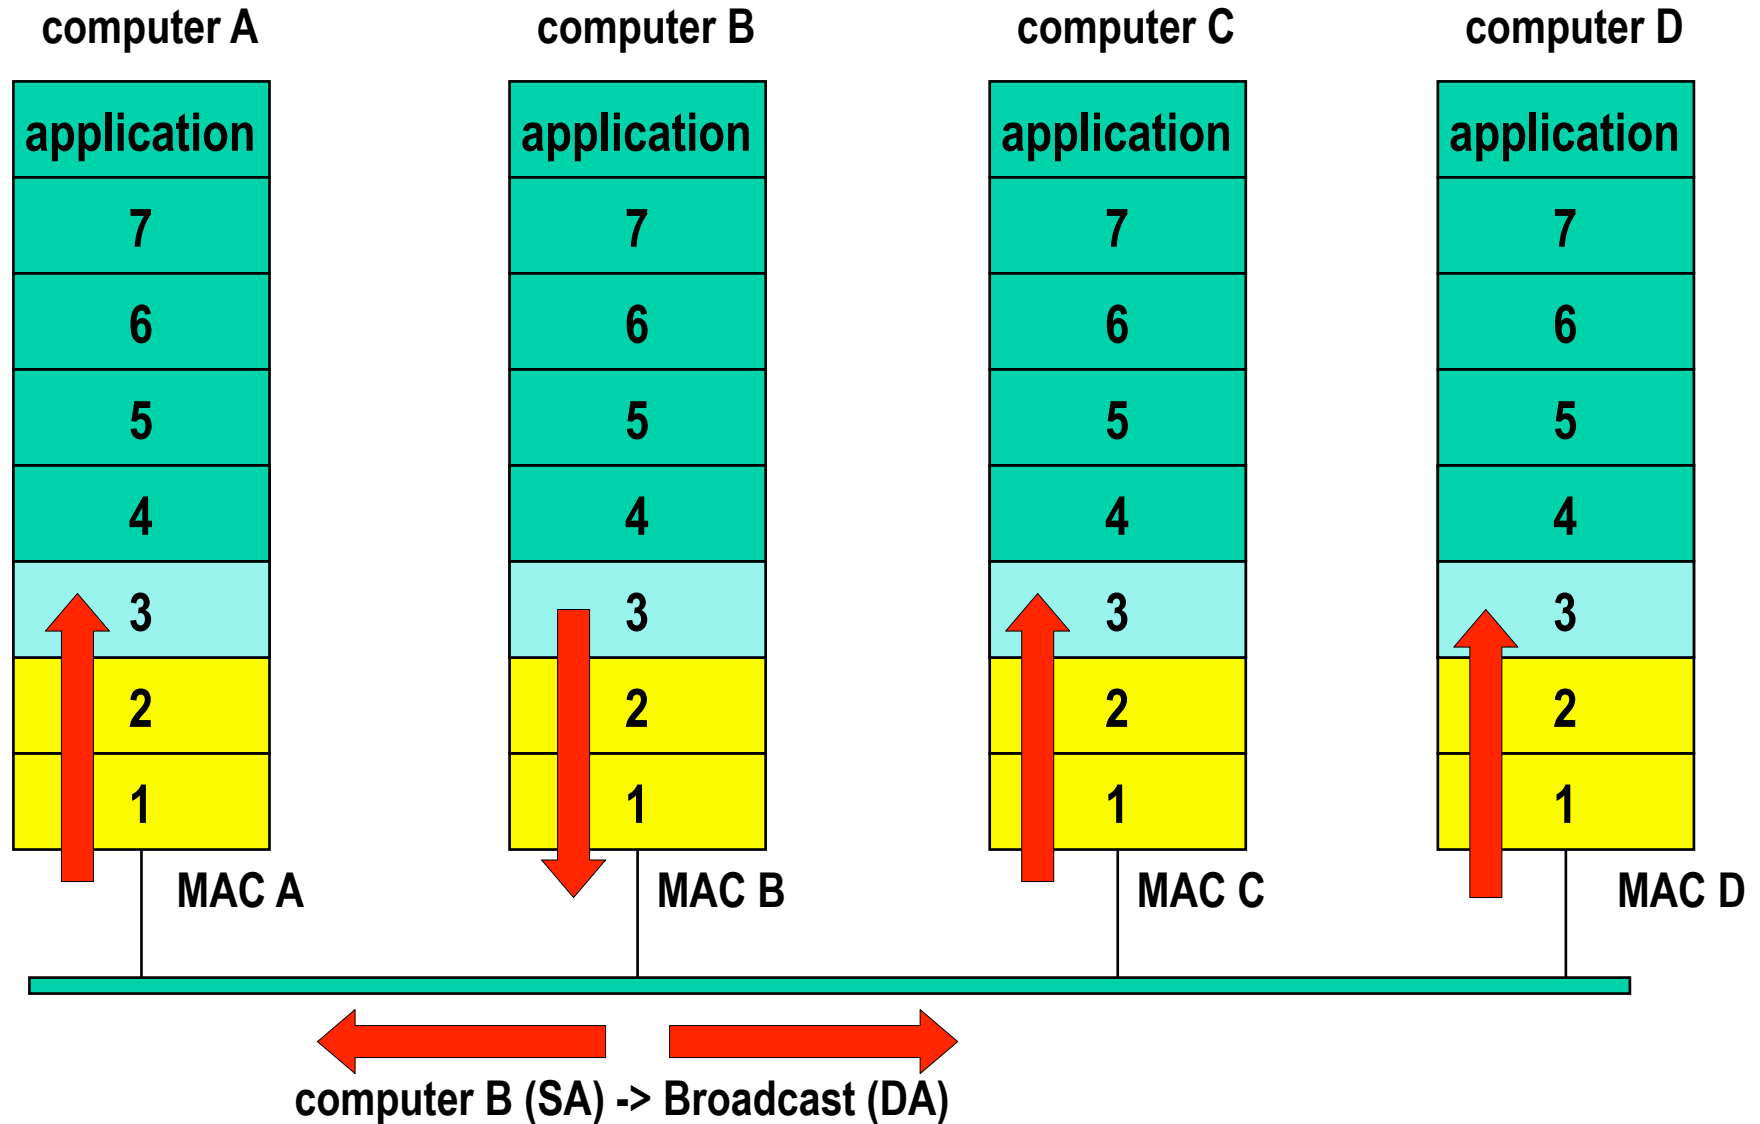 computer A computer B computer C computer D
application application application application
7 7 7 7
6 6 6 6
5 5 5 5
4 4 4 4
3 3 3 3
2 2 2 2
1 1 1 1
MAC A MAC B MAC C MAC D
computer B (SA) -> Broadcast (DA)